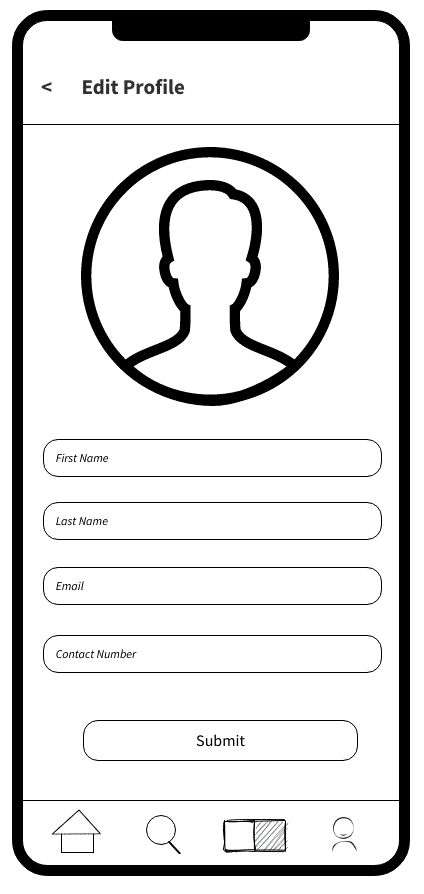 < Edit Profile
First Name
Last Name
Email
Contact Number
Submit